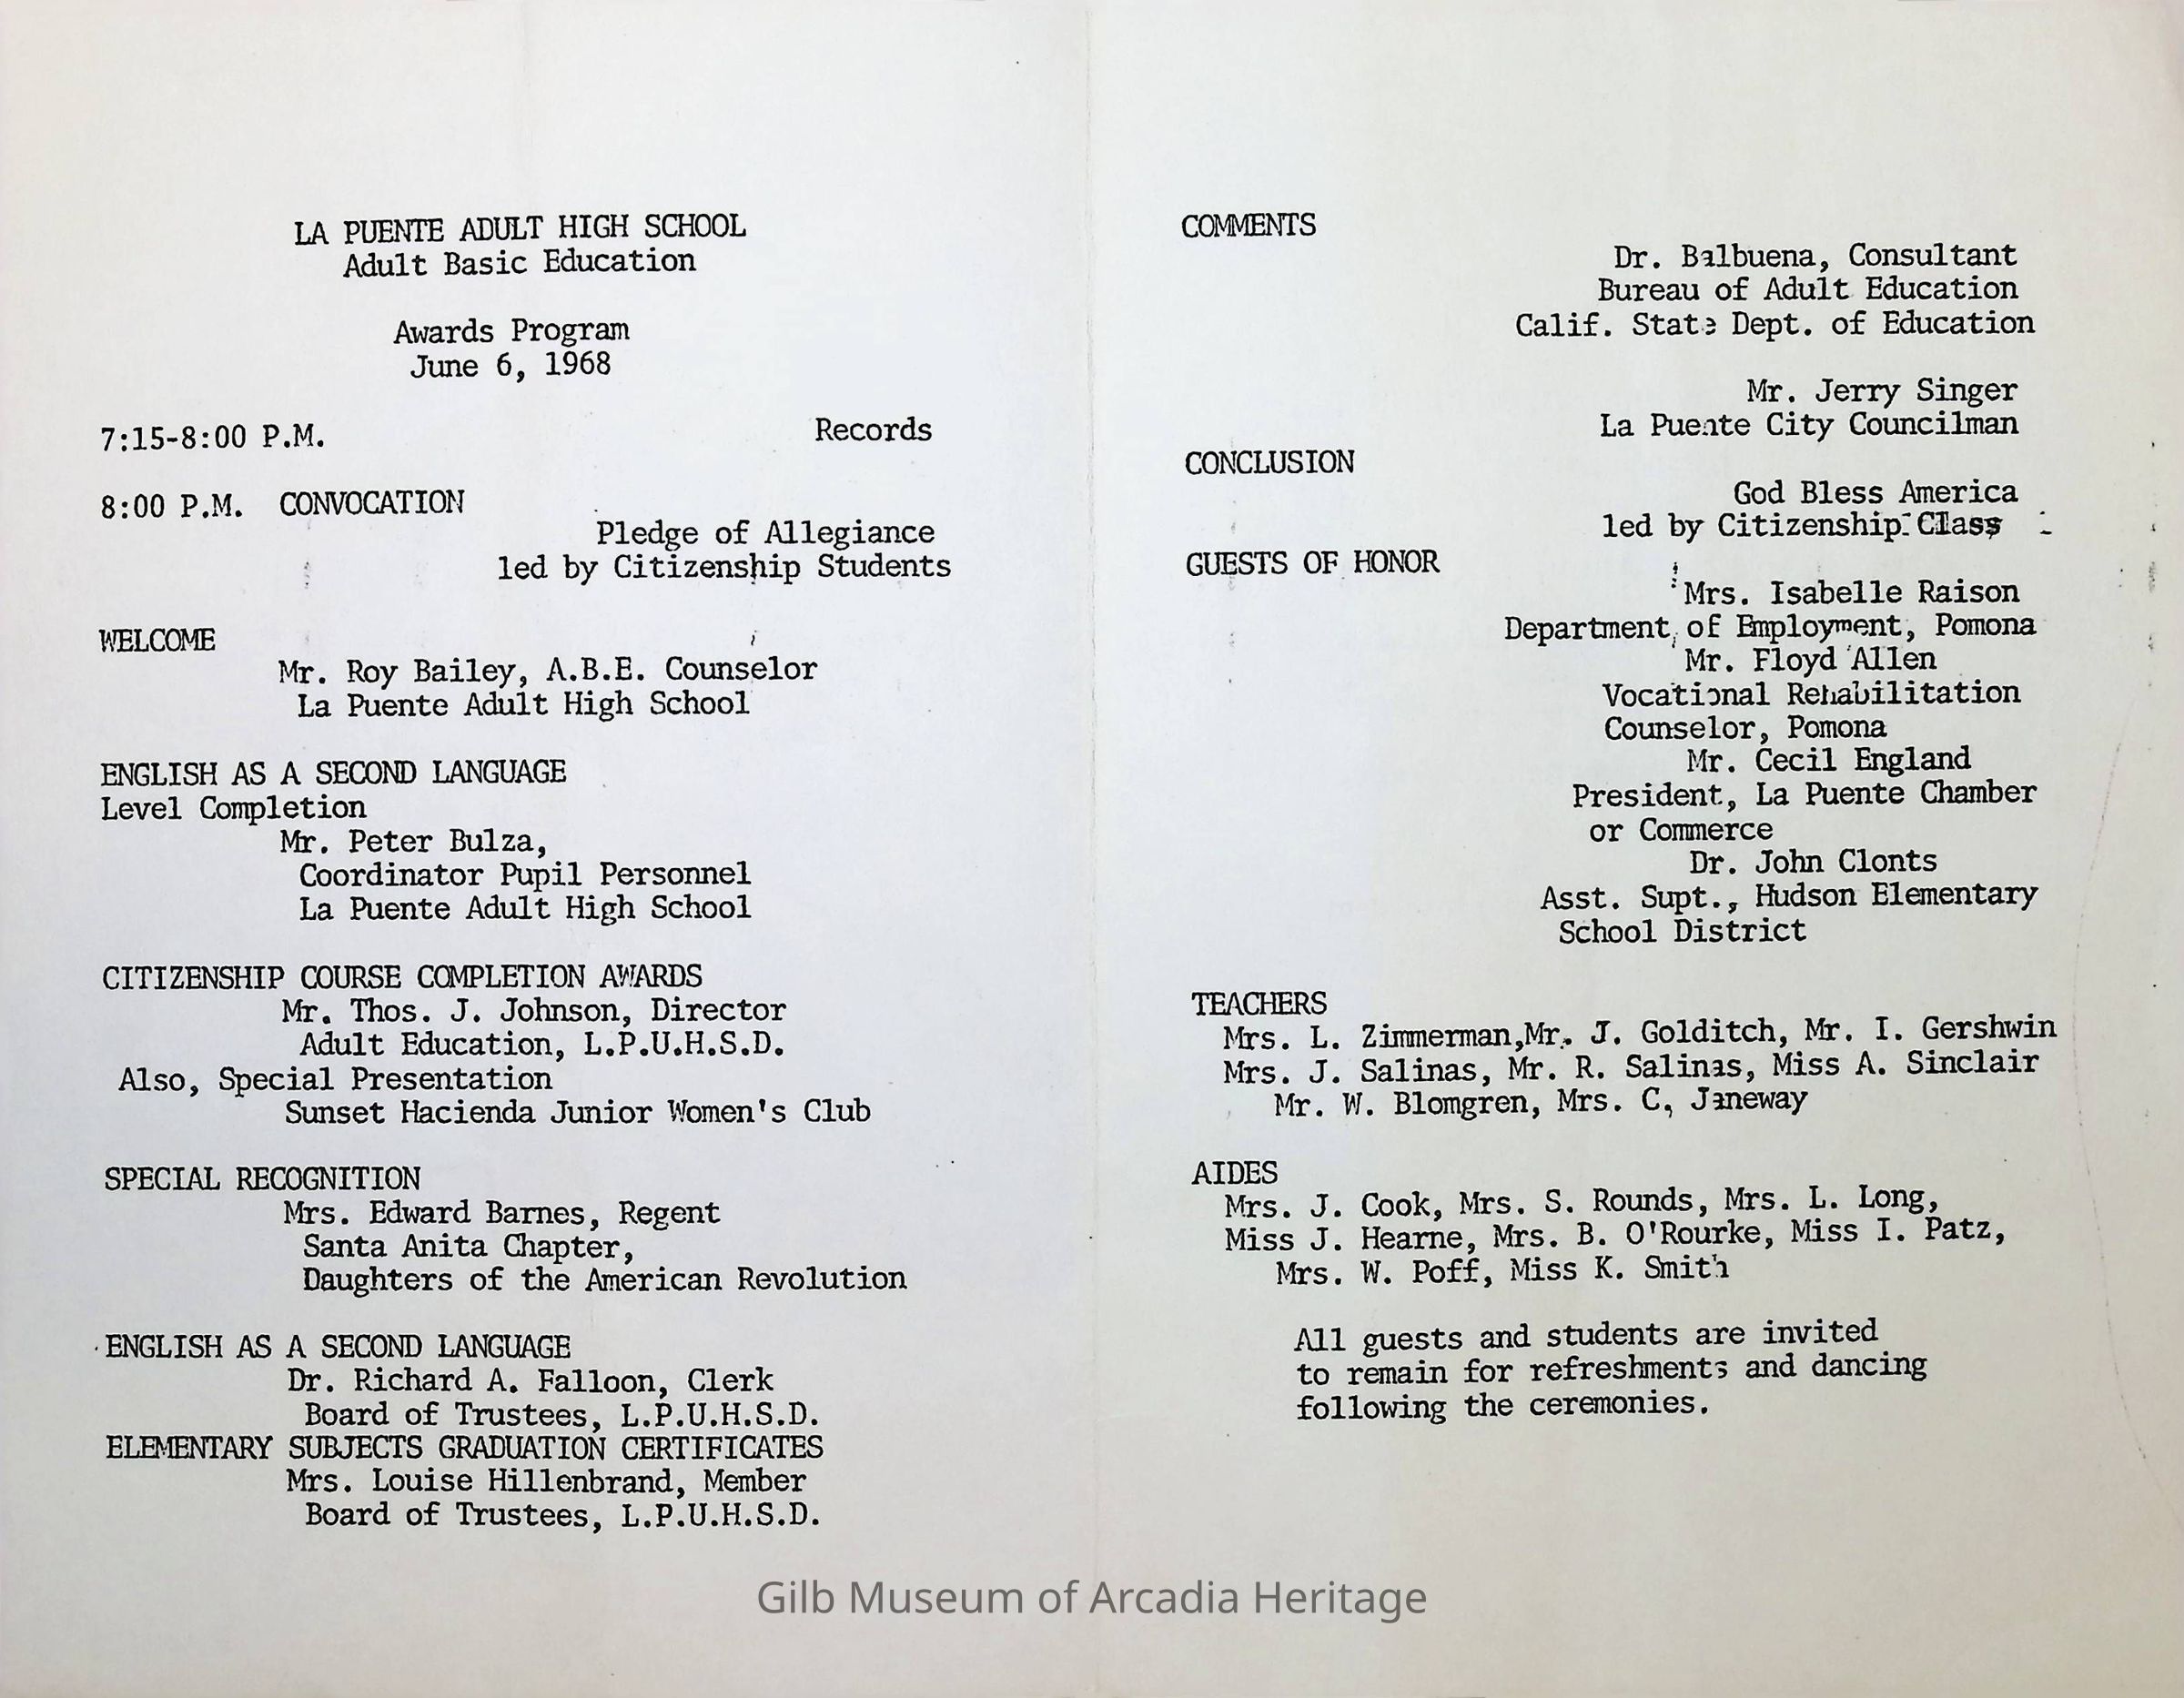 LA PUENTE ADULT HIGH SCHOOL
Adult Basic Education
Awards Program
June 6, 1968
7:15-8:00 P.M. Records
8:00 P.M. CONVOCATION
Pledge of Allegiance
led by Citizenship Students
WELCOME
Mr. Roy Bailey, A.B.E. Counselor
La Puente Adult High School
ENGLISH AS A SECOND LANGUAGE
Level Completion
Mr. Peter Bulza,
Coordinator Pupil Personnel
La Puente Adult High School
CITIZENSHIP COURSE COMPLETION AWARDS
Mr. Thos. J. Johnson, Director
Adult Education, L.P.U.H.S.D.
Also, Special Presentation
Sunset Hacienda Junior Women's Club
SPECIAL RECOGNITION
Mrs. Edward Barnes, Regent
Santa Anita Chapter,
Daughters of the American Revolution
ENGLISH AS A SECOND LANGUAGE
Dr. Richard A. Falloon, Clerk
Board of Trustees, L.P.U.H.S.D.
ELEMENTARY SUBJECTS GRADUATION CERTIFICATES
Mrs. Louise Hillenbrand, Member
Board of Trustees, L.P.U.H.S.D.
COMMENTS
Dr. Balbuena, Consultant
Bureau of Adult Education
Calif. State Dept. of Education
Mr. Jerry Singer
La Puente City Councilman
CONCLUSION
God Bless America
led by Citizenship Class
GUESTS OF HONOR
Mrs. Isabelle Raison
Department of Employment, Pomona
Mr. Floyd Allen
Vocational Rehabilitation
Counselor, Pomona
Mr. Cecil England
President, La Puente Chamber
or Commerce
Dr. John Clonts
Asst. Supt., Hudson Elementary
School District
TEACHERS
Mrs. L. Zimmerman,Mr. J. Golditch, Mr. I. Gershwin
Mrs. J. Salinas, Mr. R. Salinas, Miss A. Sinclair
Mr. W. Blomgren, Mrs. C, Janeway
AIDES
Mrs. J. Cook, Mrs. S. Rounds, Mrs. L. Long,
Miss J. Hearne, Mrs. B. O'Rourke, Miss I. Patz,
Mrs. W. Poff, Miss K. Smith
All guests and students are invited
to remain for refreshments and dancing
following the ceremonies.
Gilb Museum of Arcadia Heritage